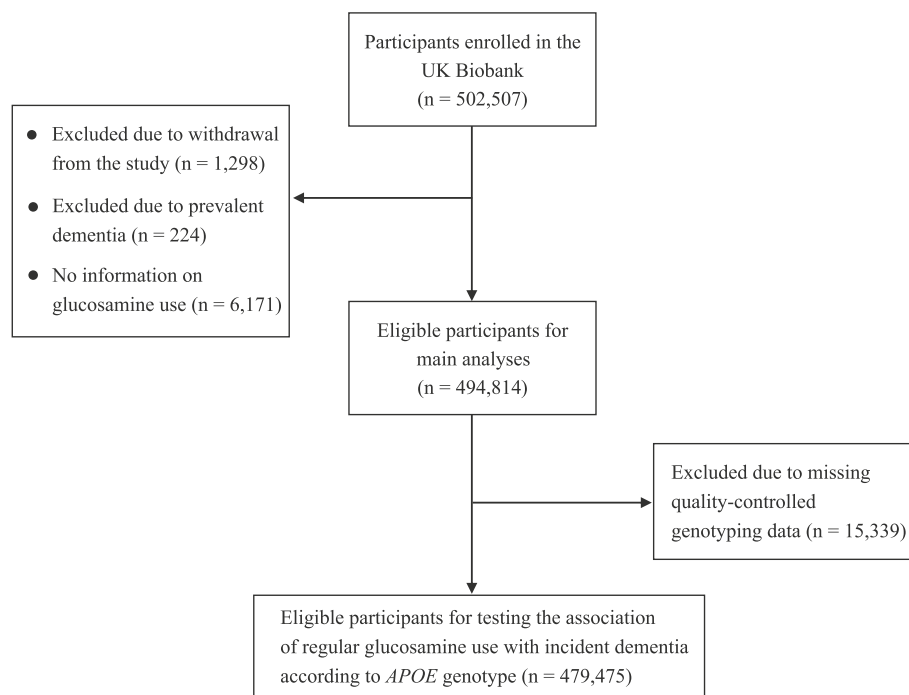 Participants enrolled in the
UK Biobank
(n = 502,507)
● Excluded due to withdrawal
from the study (n = 1,298)
● Excluded due to prevalent
dementia (n = 224)
● No information on
glucosamine use (n = 6,171)
Eligible participants for
main analyses
(n = 494,814)
Excluded due to missing
quality-controlled
genotyping data (n = 15,339)
Eligible participants for testing the association
of regular glucosamine use with incident dementia
according to APOE genotype (n = 479,475)